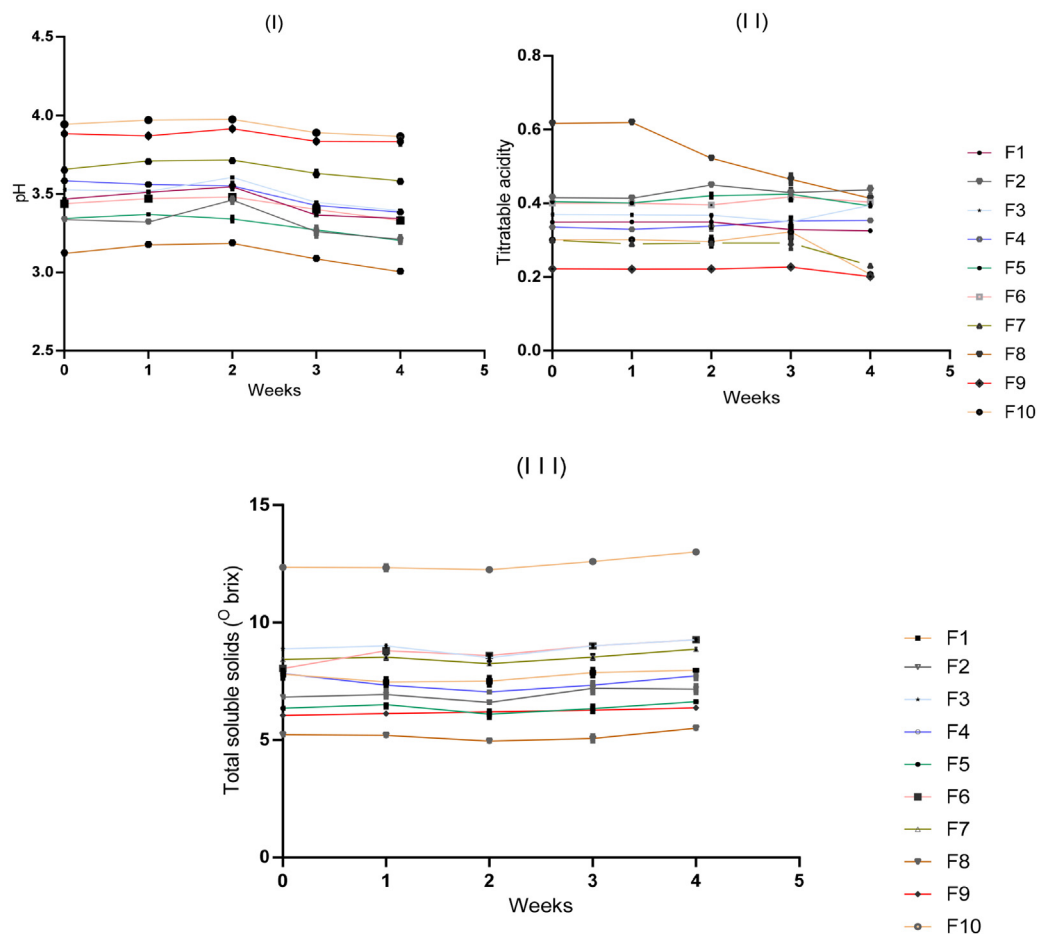 (I)
4.5
4.0
3.5
3.0
2.5
pH
0 1 2 3 4 5
Weeks
(I I)
0.8
0.6
0.4
0.2
0.0
Titratable acidity
0 1 2 3 4 5
Weeks
F1
F2
F3
F4
F5
F6
F7
F8
F9
F10
(I I I)
15
10
5
0
Total soluble solids (O brix)
0 1 2 3 4 5
Weeks
F1
F2
F3
F4
F5
F6
F7
F8
F9
F10